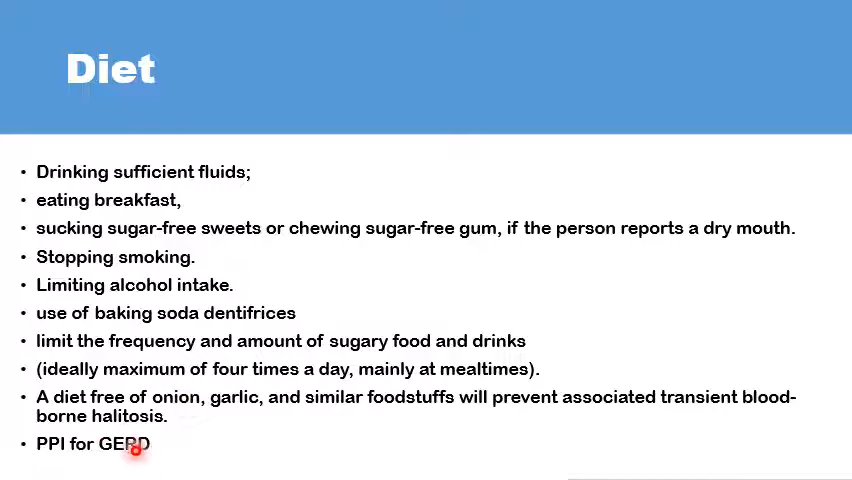 Diet
• Drinking sufficient fluids;
• eating breakfast,
• sucking sugar-free sweets or chewing sugar-free gum, if the person reports a dry mouth.
• Stopping smoking.
• Limiting alcohol intake.
• use of baking soda dentifrices
• limit the frequency and amount of sugary food and drinks
• (ideally maximum of four times a day, mainly at mealtimes).
• A diet free of onion, garlic, and similar foodstuffs will prevent associated transient blood-
borne halitosis.
• PPI for GERD